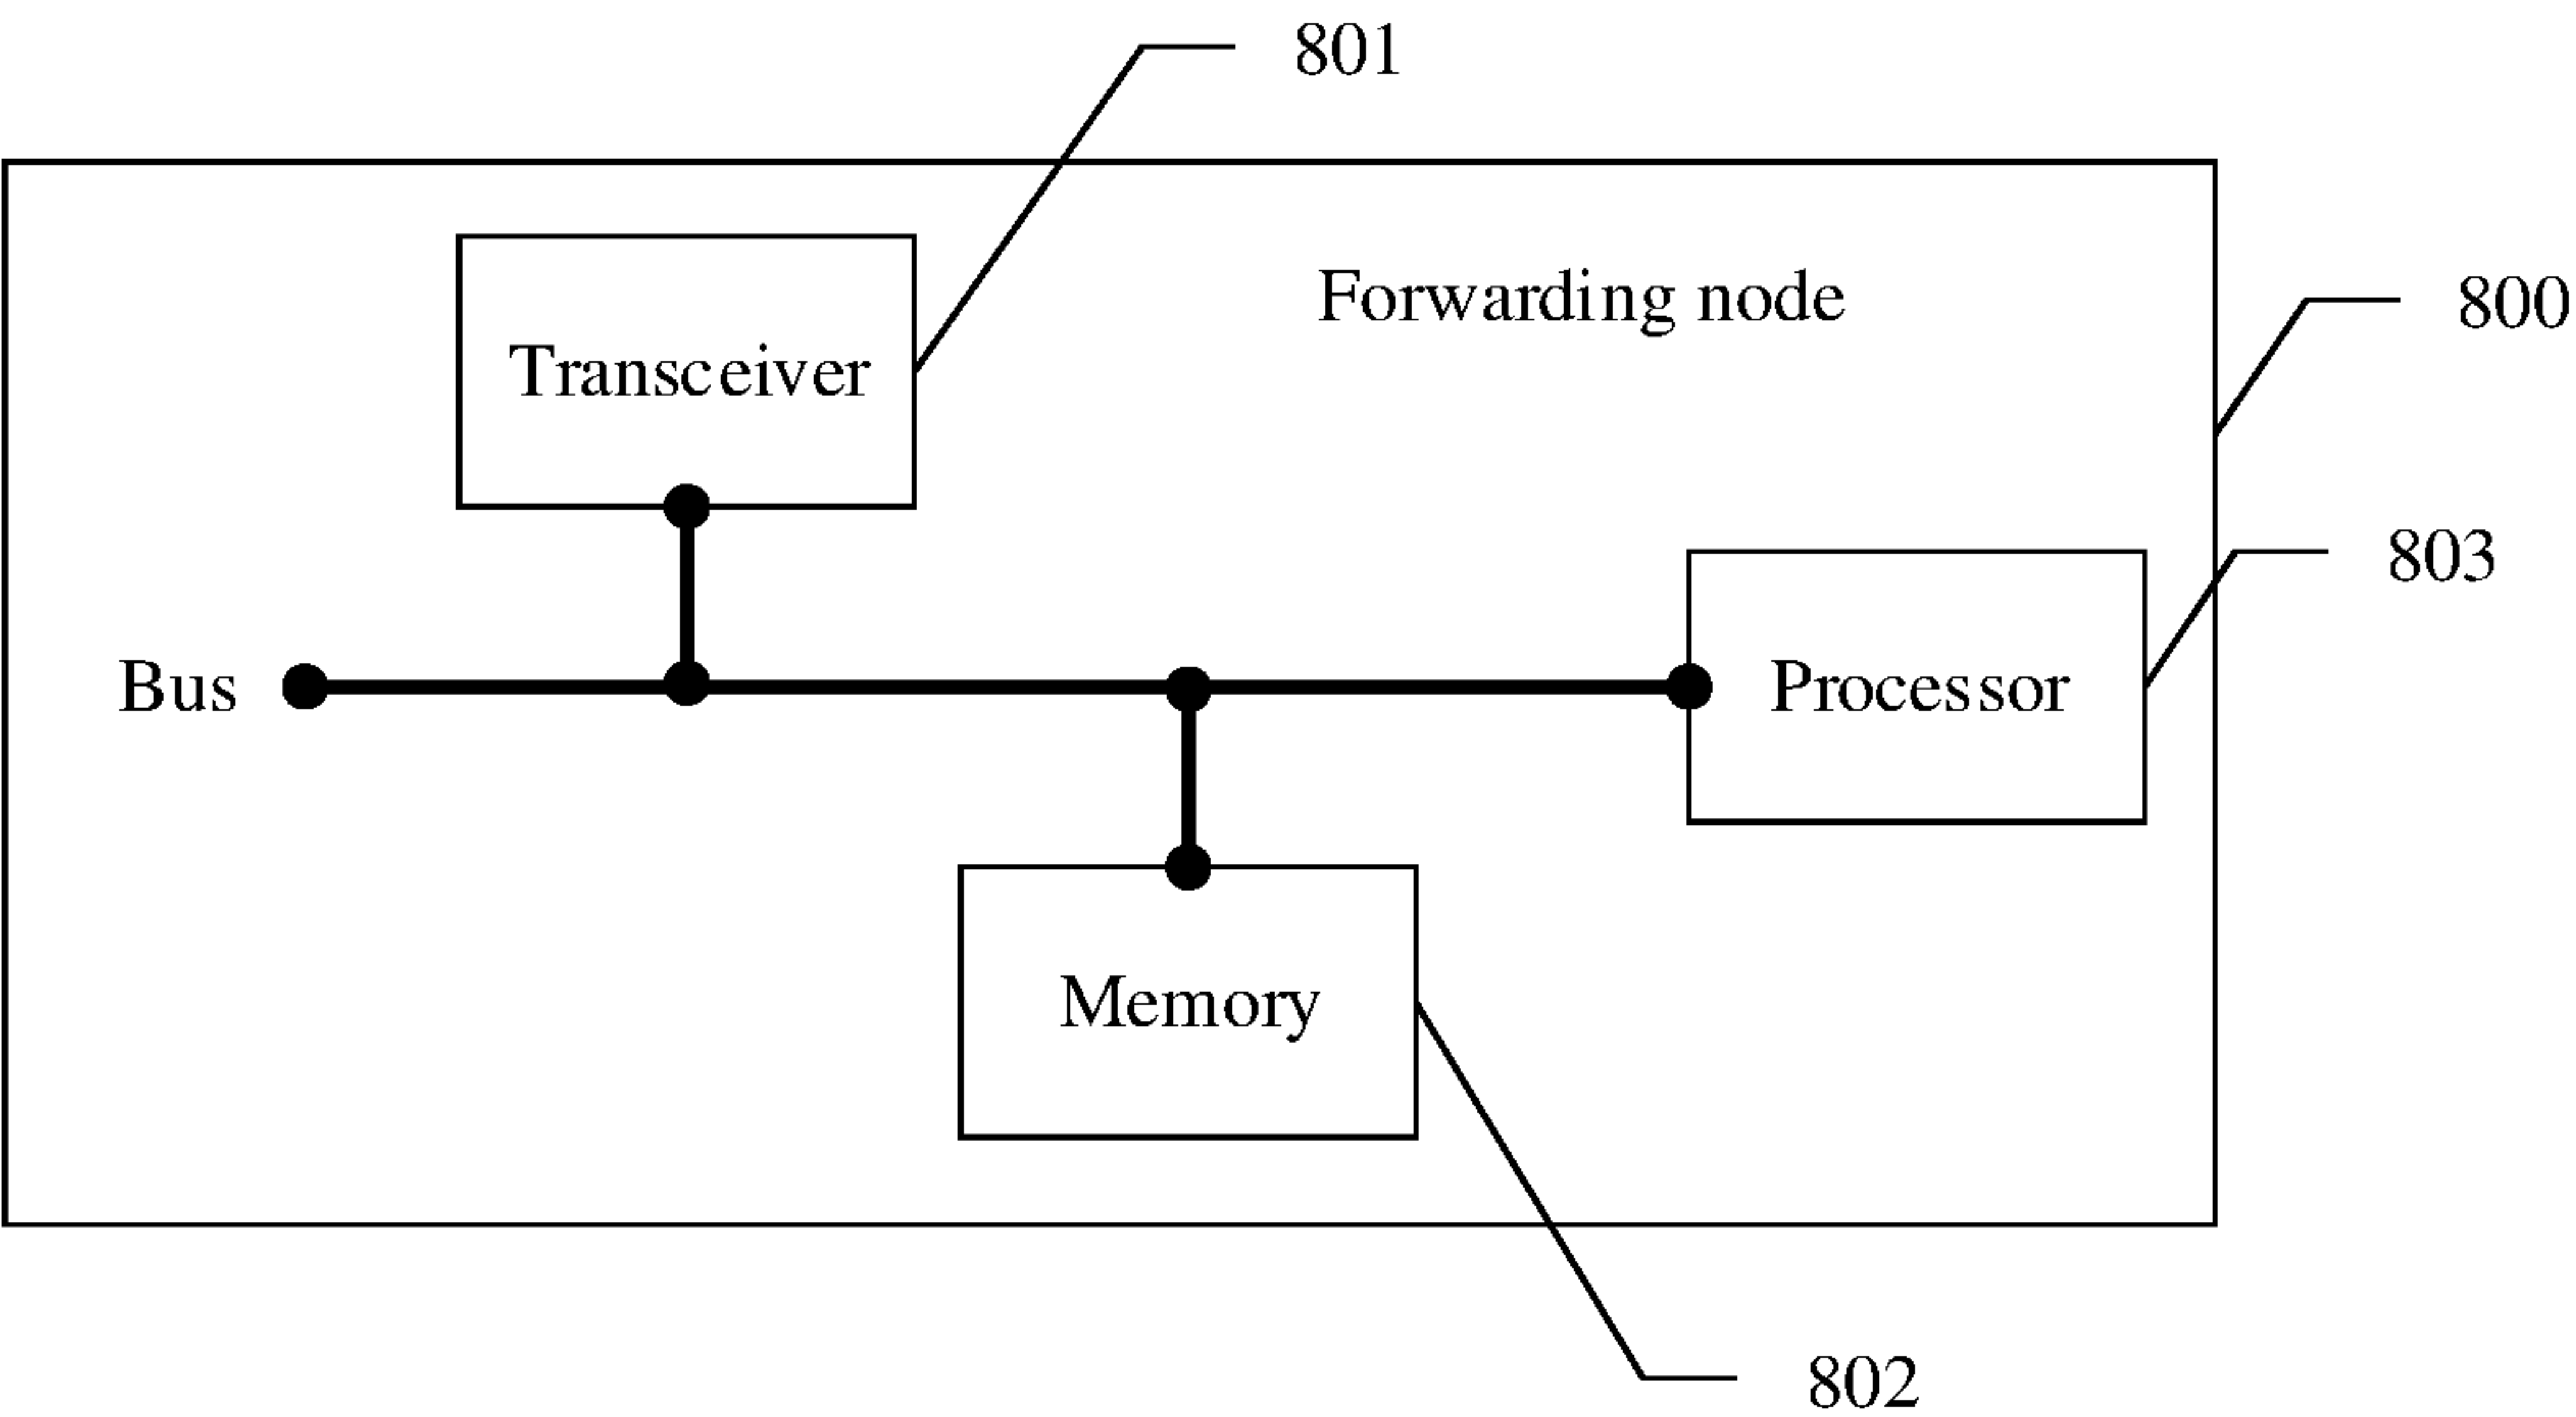 801
Forwarding node
800
Transceiver
803
Bus
Processor
Memory
802